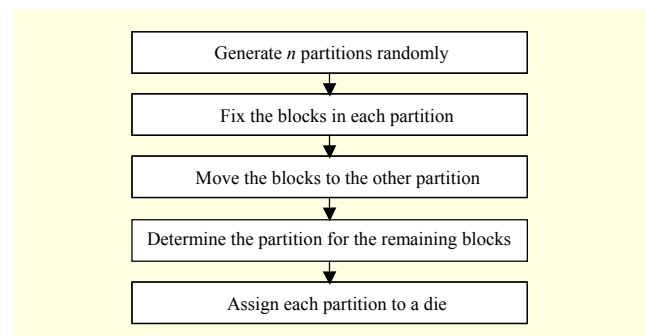 Generate n partitions randomly
Fix the blocks in each partition
Move the blocks to the other partition
Determine the partition for the remaining blocks
Assign each partition to a die